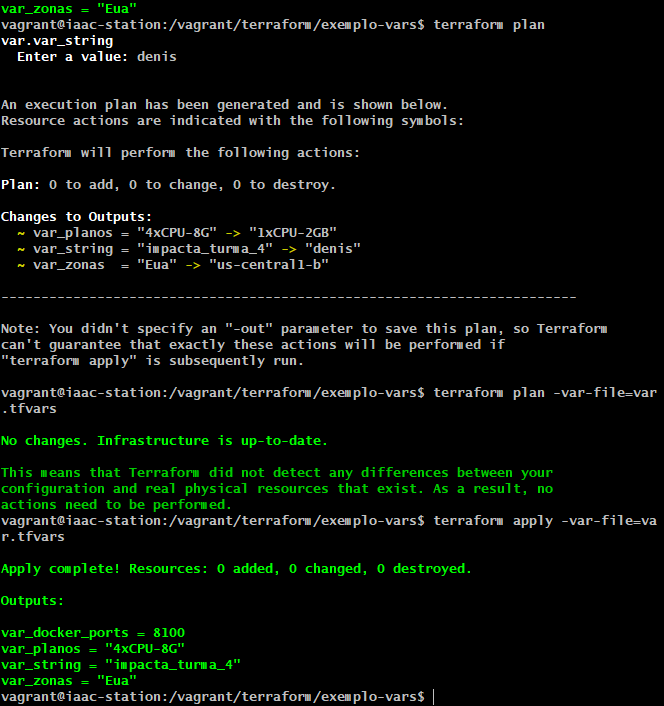 var_zonas = "Eua"
vagrant@iaac-station:/vagrant/terraform/exemplo-vars$ terraform plan
var.var_string
  Enter a value: denis
An execution plan has been generated and is shown below.
Resource actions are indicated with the following symbols:
Terraform will perform the following actions:
Plan: 0 to add, 0 to change, 0 to destroy.
Changes to Outputs:
  ~ var_planos = "4xCPU-8G" -> "1xCPU-2GB"
  ~ var_string = "impacta_turma_4" -> "denis"
  ~ var_zonas  = "Eua" -> "us-central1-b"
------------------------------------------------------------------------
Note: You didn't specify an "-out" parameter to save this plan, so Terraform
can't guarantee that exactly these actions will be performed if
"terraform apply" is subsequently run.
vagrant@iaac-station:/vagrant/terraform/exemplo-vars$ terraform plan -var-file=var
.tfvars
No changes. Infrastructure is up-to-date.
This means that Terraform did not detect any differences between your
configuration and real physical resources that exist. As a result, no
actions need to be performed.
vagrant@iaac-station:/vagrant/terraform/exemplo-vars$ terraform apply -var-file=va
r.tfvars
Apply complete! Resources: 0 added, 0 changed, 0 destroyed.
Outputs:
var_docker_ports = 8100
var_planos = "4xCPU-8G"
var_string = "impacta_turma_4"
var_zonas = "Eua"
vagrant@iaac-station:/vagrant/terraform/exemplo-vars$